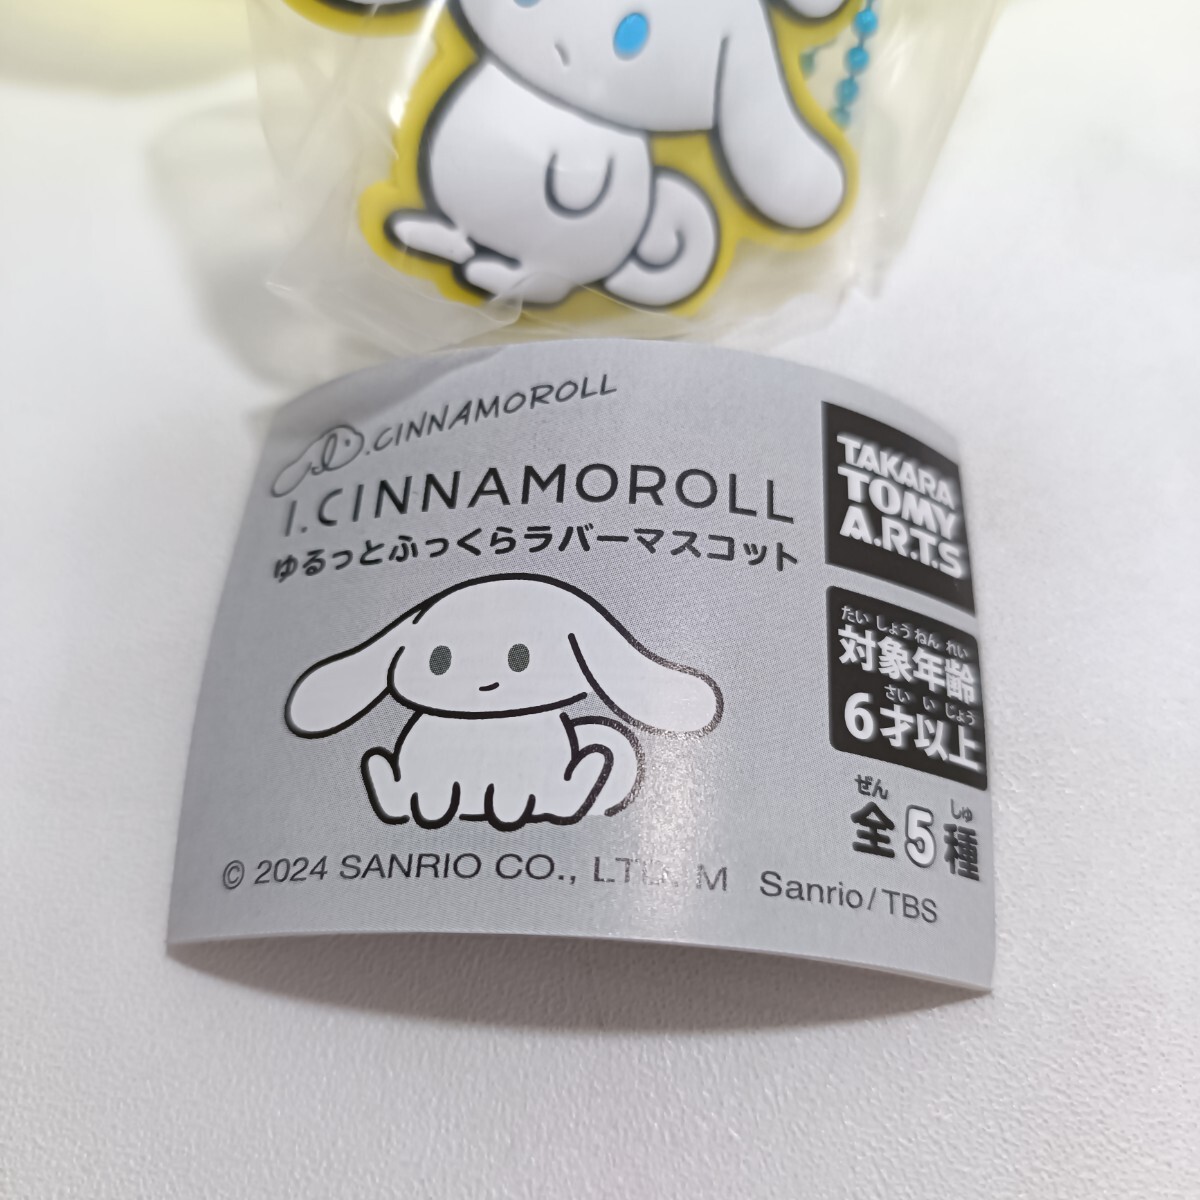 I.CINNAMOROLL
I.CINNAMOROLL
ゆるっとふっくらラバーマスコット
TAKARA
TOMY
A.R.T.S
たいしょうねんれい
対象年齢
さいいじょう
6才以上
ぜん しゅ
全5種
© 2024 SANRIO CO., LTD. M Sanrio/TBS